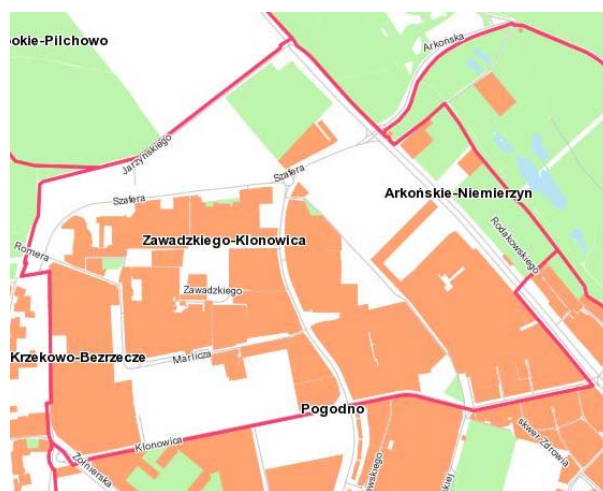 ookie-Pilchowo
Arkońska
Jarzyńskiego
Szafera
Szafera
Arkońskie-Niemierzyn
Rodakowskiego
Romera
Zawadzkiego-Klonowica
Zawadzkiego
Krzekowo-Bezrzecze
Marlicza
Pogodno
Klonowica
Żołnierska
skwer Zdrowia